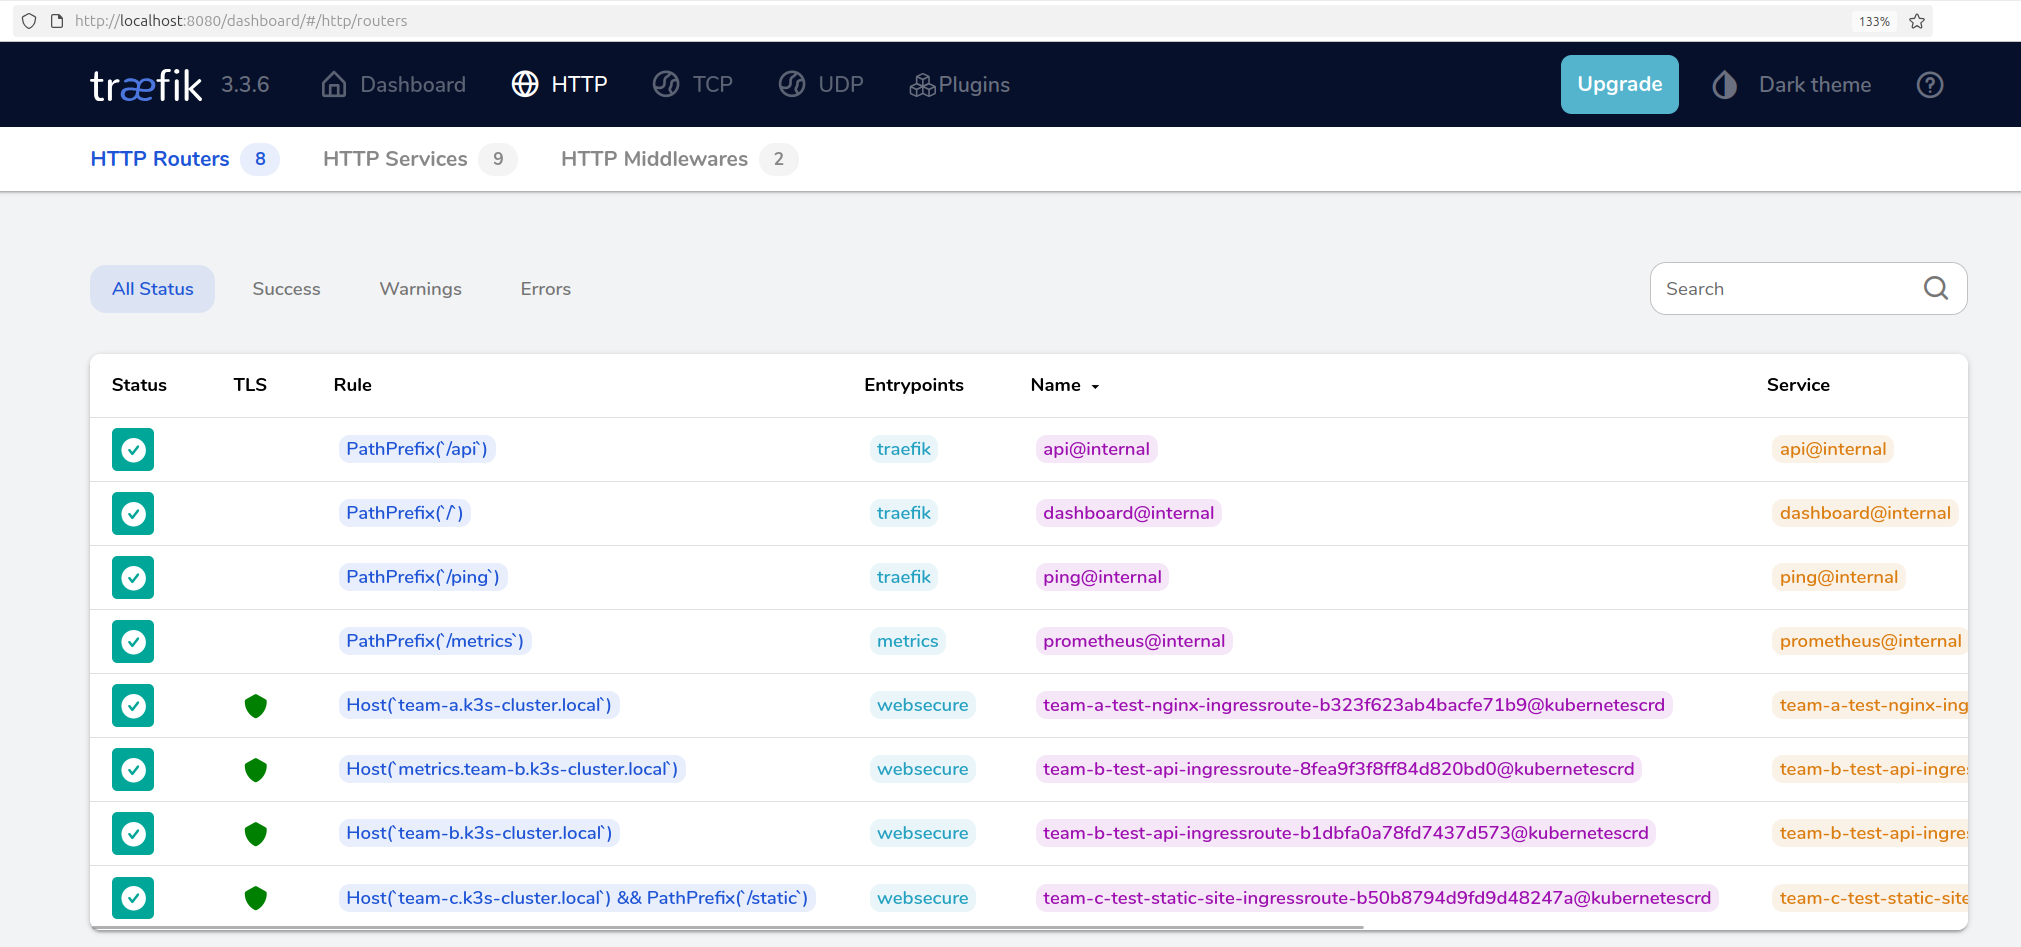 http://localhost:8080/dashboard/#/http/routers 133%
træfik 3.3.6 Dashboard HTTP TCP UDP Plugins Upgrade Dark theme
HTTP Routers 8 HTTP Services 9 HTTP Middlewares 2
All Status Success Warnings Errors Search
Status TLS Rule Entrypoints Name Service
PathPrefix(`/api`) traefik api@internal api@internal
PathPrefix(`/`) traefik dashboard@internal dashboard@internal
PathPrefix(`/ping`) traefik ping@internal ping@internal
PathPrefix(`/metrics`) metrics prometheus@internal prometheus@internal
Host(`team-a.k3s-cluster.local`) websecure team-a-test-nginx-ingressroute-b323f623ab4bacfe71b9@kubernetescrd team-a-test-nginx-ing
Host(`metrics.team-b.k3s-cluster.local`) websecure team-b-test-api-ingressroute-8fea9f3f8ff84d820bd0@kubernetescrd team-b-test-api-ingres
Host(`team-b.k3s-cluster.local`) websecure team-b-test-api-ingressroute-b1dbfa0a78fd7437d573@kubernetescrd team-b-test-api-ingres
Host(`team-c.k3s-cluster.local`) && PathPrefix(`/static`) websecure team-c-test-static-site-ingressroute-b50b8794d9fd9d48247a@kubernetescrd team-c-test-static-site